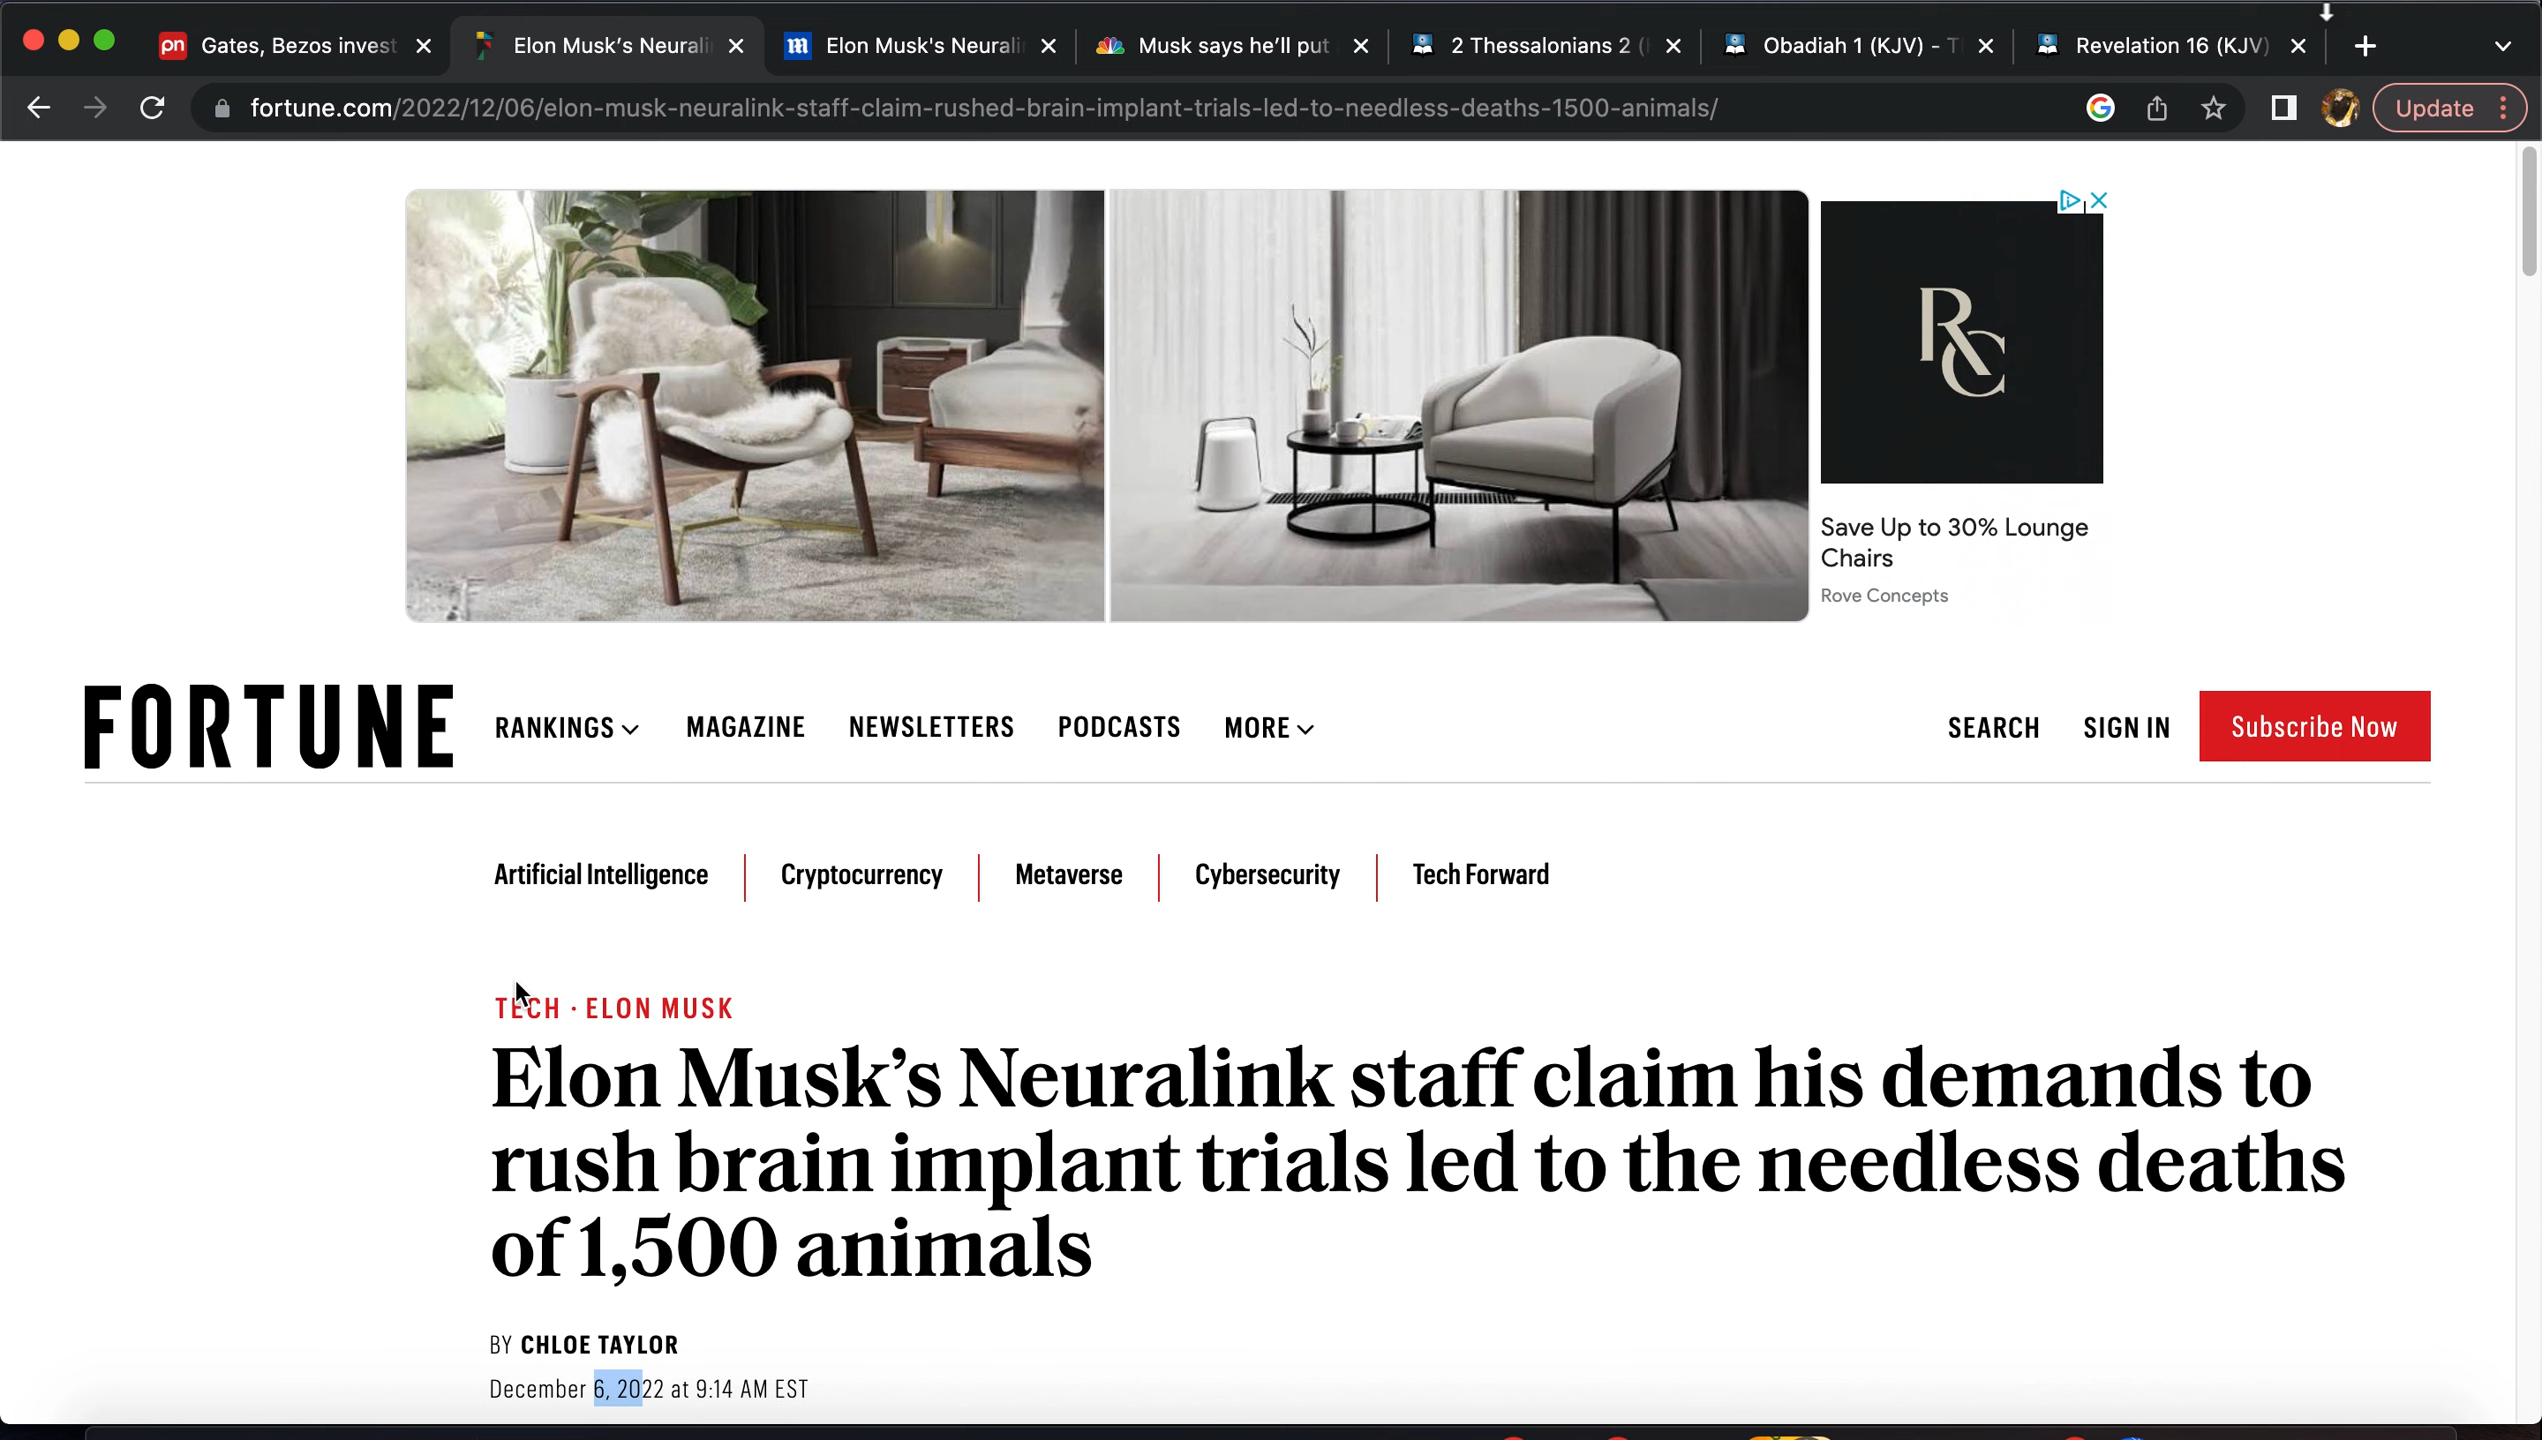 pn Gates, Bezos invest
Elon Musk's Neurali
m Elon Musk's Neurali
Musk says he'll put
2 Thessalonians 2 (
Obadiah 1 (KJV) - T
Revelation 16 (KJV)
fortune.com/2022/12/06/elon-musk-neuralink-staff-claim-rushed-brain-implant-trials-led-to-needless-deaths-1500-animals/
G
Update
RC
Save Up to 30% Lounge
Chairs
Rove Concepts
FORTUNE RANKINGS MAGAZINE NEWSLETTERS PODCASTS MORE SEARCH SIGN IN Subscribe Now
Artificial Intelligence Cryptocurrency Metaverse Cybersecurity Tech Forward
TECH · ELON MUSK
Elon Musk’s Neuralink staff claim his demands to
rush brain implant trials led to the needless deaths
of 1,500 animals
BY CHLOE TAYLOR
December 6, 2022 at 9:14 AM EST